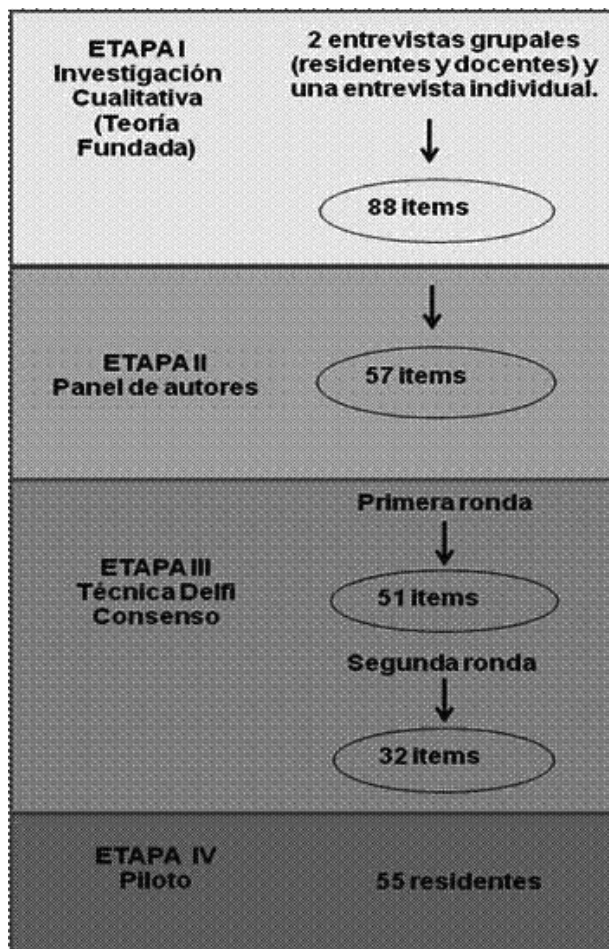 ETAPA I
Investigación
Cualitativa
(Teoría
Fundada)
2 entrevistas grupales
(residentes y docentes) y
una entrevista individual.
88 items
ETAPA II
Panel de autores
57 items
ETAPA III
Técnica Delfi
Consenso
Primera ronda
51 items
Segunda ronda
32 items
ETAPA IV
Piloto
55 residentes